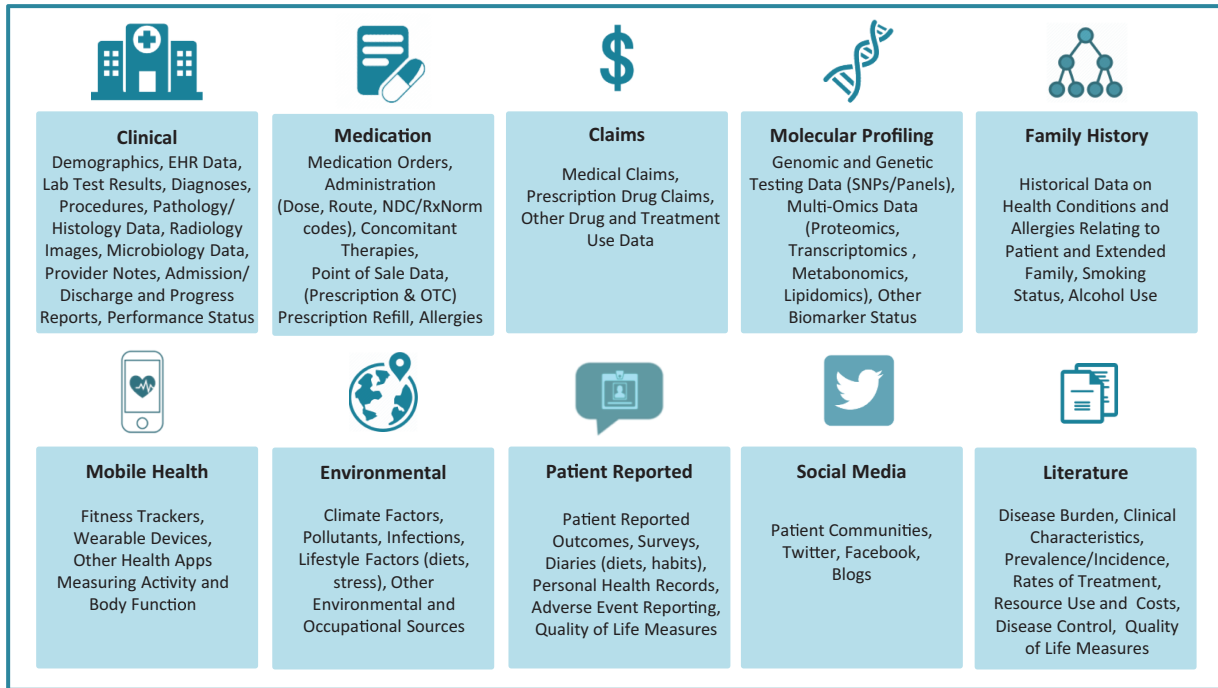 Clinical
Demographics, EHR Data,
Lab Test Results, Diagnoses,
Procedures, Pathology/
Histology Data, Radiology
Images, Microbiology Data,
Provider Notes, Admission/
Discharge and Progress
Reports, Performance Status
Medication
Medication Orders,
Administration
(Dose, Route, NDC/RxNorm
codes), Concomitant
Therapies,
Point of Sale Data,
(Prescription & OTC)
Prescription Refill, Allergies
$
Claims
Medical Claims,
Prescription Drug Claims,
Other Drug and Treatment
Use Data
Molecular Profiling
Genomic and Genetic
Testing Data (SNPs/Panels),
Multi-Omics Data
(Proteomics,
Transcriptomics ,
Metabonomics,
Lipidomics), Other
Biomarker Status
Family History
Historical Data on
Health Conditions and
Allergies Relating to
Patient and Extended
Family, Smoking
Status, Alcohol Use
Mobile Health
Fitness Trackers,
Wearable Devices,
Other Health Apps
Measuring Activity and
Body Function
Environmental
Climate Factors,
Pollutants, Infections,
Lifestyle Factors (diets,
stress), Other
Environmental and
Occupational Sources
Patient Reported
Patient Reported
Outcomes, Surveys,
Diaries (diets, habits),
Personal Health Records,
Adverse Event Reporting,
Quality of Life Measures
Social Media
Patient Communities,
Twitter, Facebook,
Blogs
Literature
Disease Burden, Clinical
Characteristics,
Prevalence/Incidence,
Rates of Treatment,
Resource Use and Costs,
Disease Control, Quality
of Life Measures